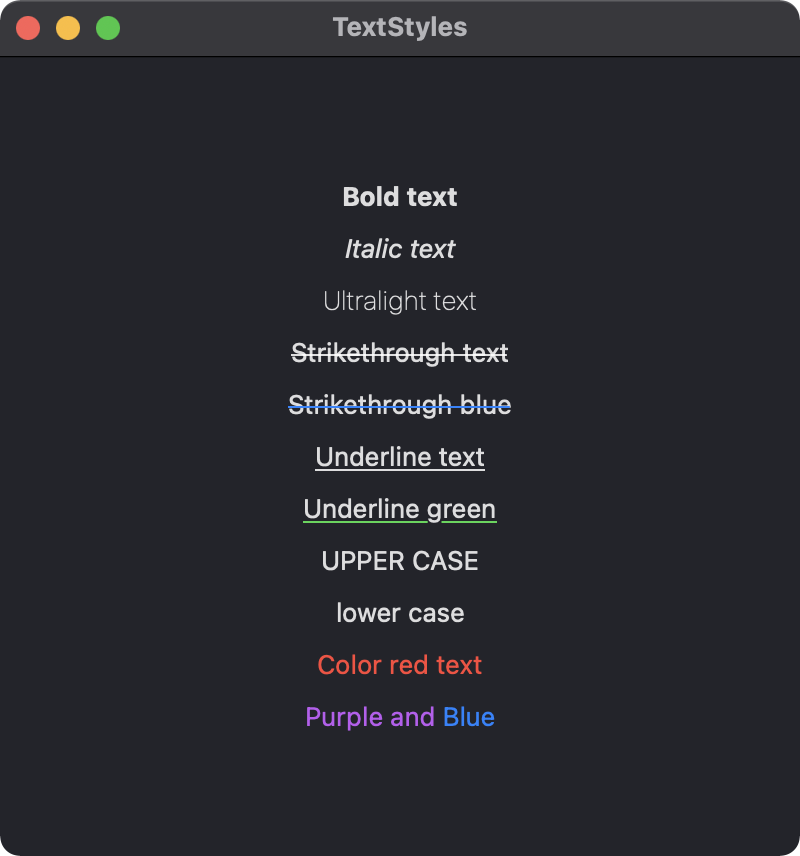 TextStyles
Bold text
Italic text
Ultralight text
Strikethrough text
Strikethrough blue
Underline text
Underline green
UPPER CASE
lower case
Color red text
Purple and Blue